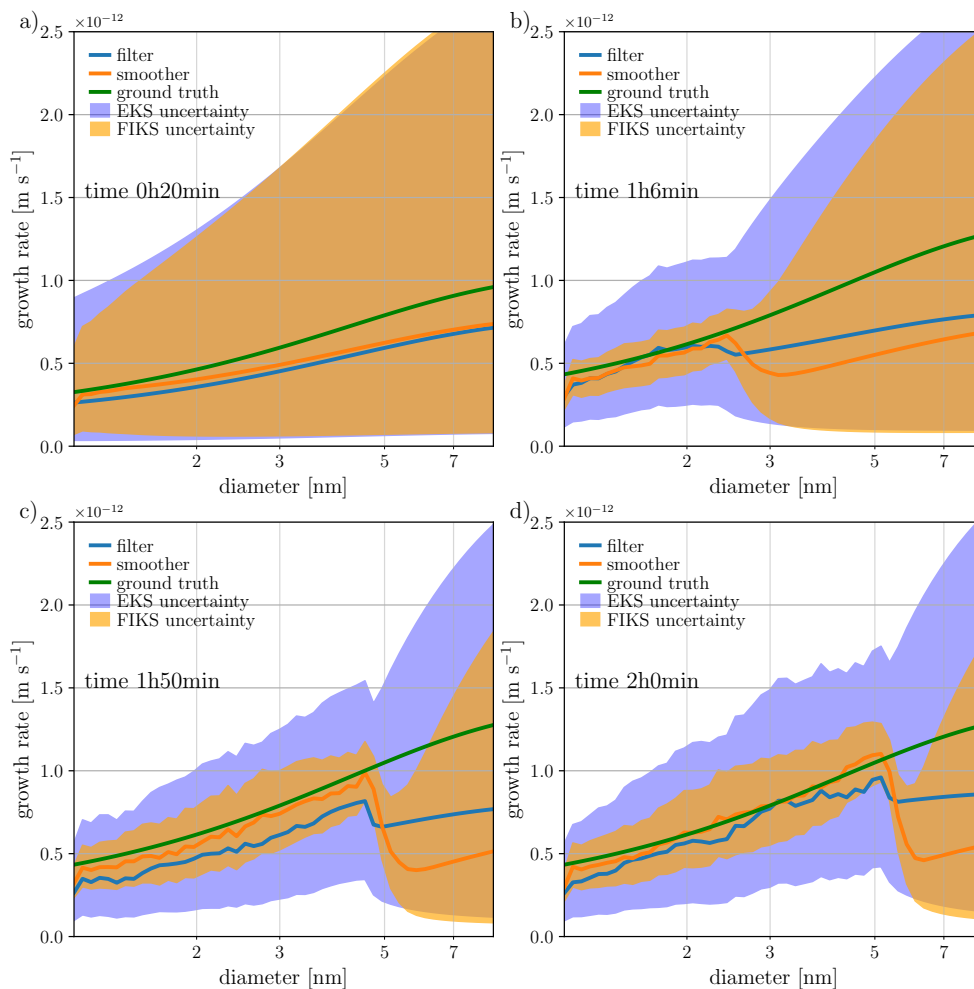 a)
×10⁻¹²
2.5
2.0
1.5
1.0
0.5
0.0
growth rate [m s⁻¹]
filter
smoother
ground truth
EKS uncertainty
FIKS uncertainty
time 0h20min
2
3
5
7
diameter [nm]
b)
×10⁻¹²
2.5
2.0
1.5
1.0
0.5
0.0
growth rate [m s⁻¹]
filter
smoother
ground truth
EKS uncertainty
FIKS uncertainty
time 1h6min
2
3
5
7
diameter [nm]
c)
×10⁻¹²
2.5
2.0
1.5
1.0
0.5
0.0
growth rate [m s⁻¹]
filter
smoother
ground truth
EKS uncertainty
FIKS uncertainty
time 1h50min
2
3
5
7
diameter [nm]
d)
×10⁻¹²
2.5
2.0
1.5
1.0
0.5
0.0
growth rate [m s⁻¹]
filter
smoother
ground truth
EKS uncertainty
FIKS uncertainty
time 2h0min
2
3
5
7
diameter [nm]